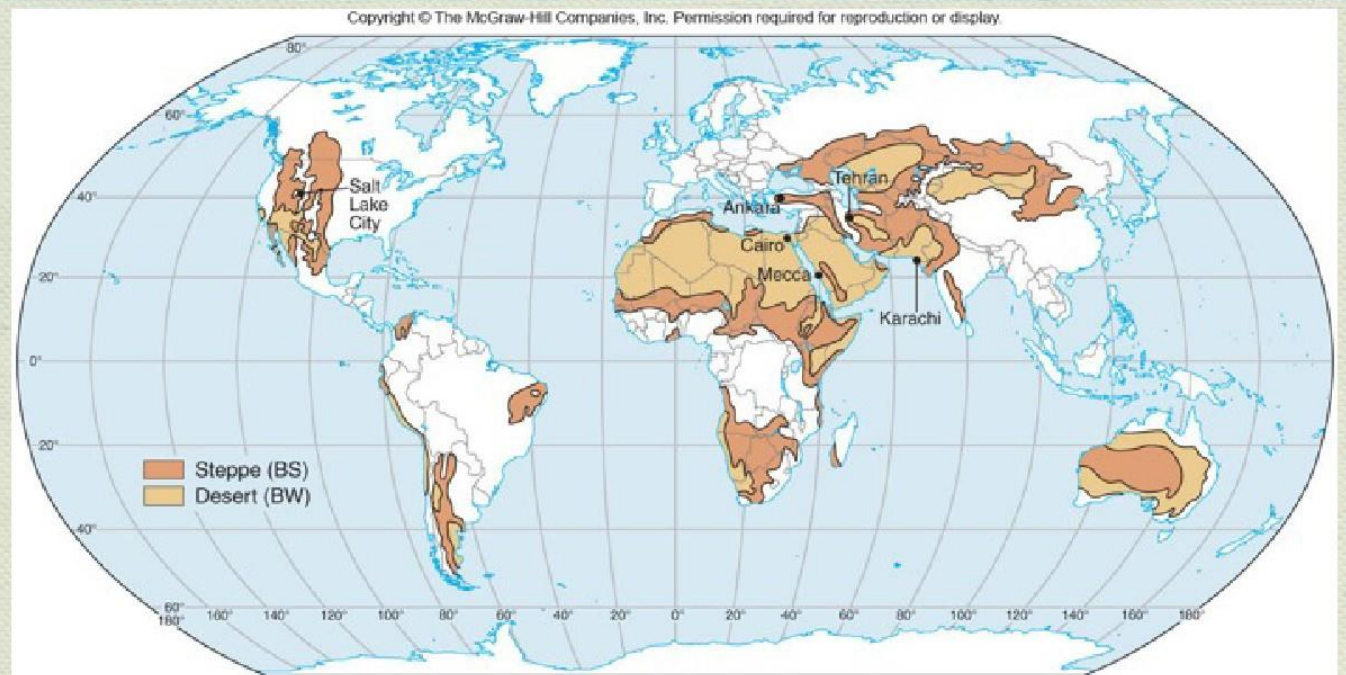 Copyright © The McGraw-Hill Companies, Inc. Permission required for reproduction or display.
80°
60°
40°
20°
0°
20°
40°
60°
Salt
Lake
City
Ankara
Tehran
Cairo
Mecca
Karachi
Steppe (BS)
Desert (BW)
180° 160° 140° 120° 100° 80° 60° 40° 20° 0° 20° 40° 60° 80° 100° 120° 140° 160° 180°